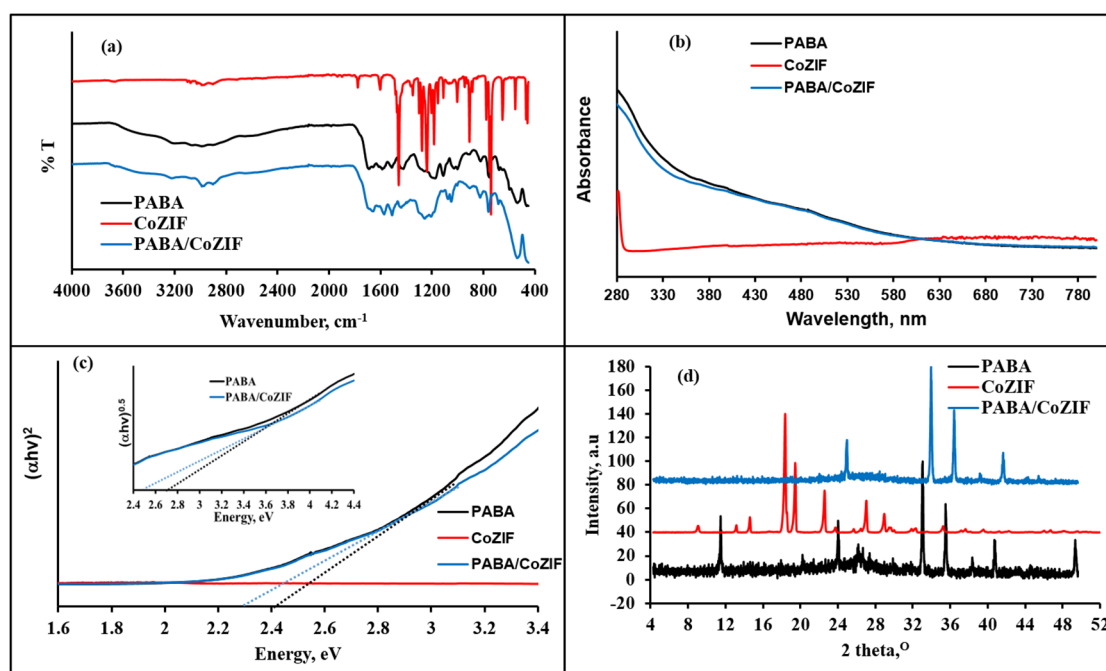 (a)
% T
PABA
CoZIF
PABA/CoZIF
4000 3600 3200 2800 2400 2000 1600 1200 800 400
Wavenumber, cm-1
(b)
PABA
CoZIF
PABA/CoZIF
Absorbance
280 330 380 430 480 530 580 630 680 730 780
Wavelength, nm
(c)
PABA
PABA/CoZIF
(αhν)0.5
2.4 2.6 2.8 3 3.2 3.4 3.6 3.8 4 4.2 4.4
Energy, eV
(αhν)2
PABA
CoZIF
PABA/CoZIF
1.6 1.8 2 2.2 2.4 2.6 2.8 3 3.2 3.4
Energy, eV
(d)
PABA
CoZIF
PABA/CoZIF
Intensity, a.u
180
160
140
120
100
80
60
40
20
0
-20
4 8 12 16 20 24 28 32 36 40 44 48 52
2 theta,O